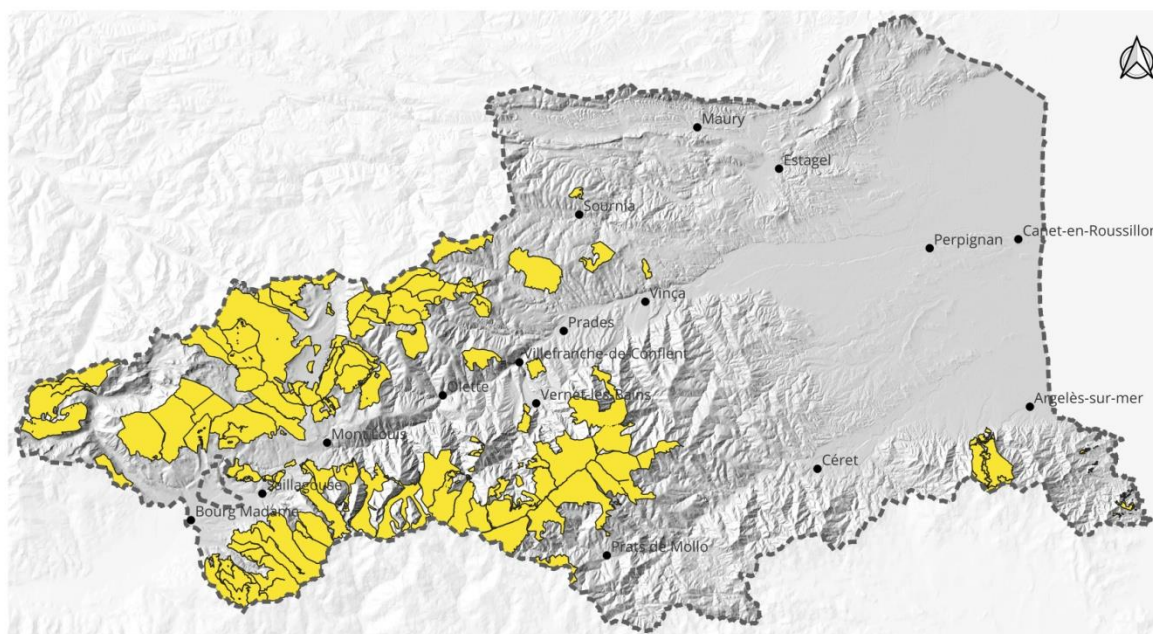 Maury
Estagel
Sournia
Perpignan
Canet-en-Roussillon
Vinça
Prades
Villefranche-de Conflent
Olette
Vernet-les Bains
Argelès-sur-mer
Mont Louis
Céret
Saillagouse
Bourg Madame
Prats de Mollo